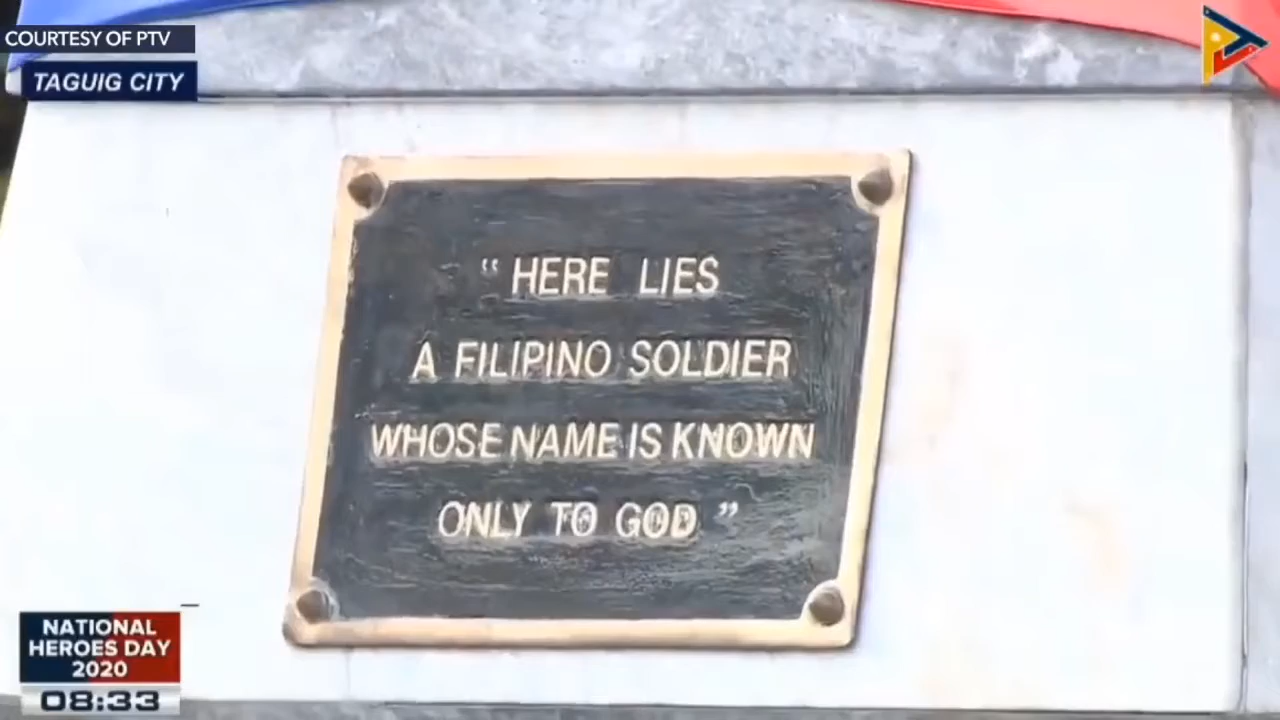 COURTESY OF PTV
TAGUIG CITY
“ HERE LIES
A FILIPINO SOLDIER
WHOSE NAME IS KNOWN
ONLY TO GOD ”
NATIONAL
HEROES DAY
2020
08:33